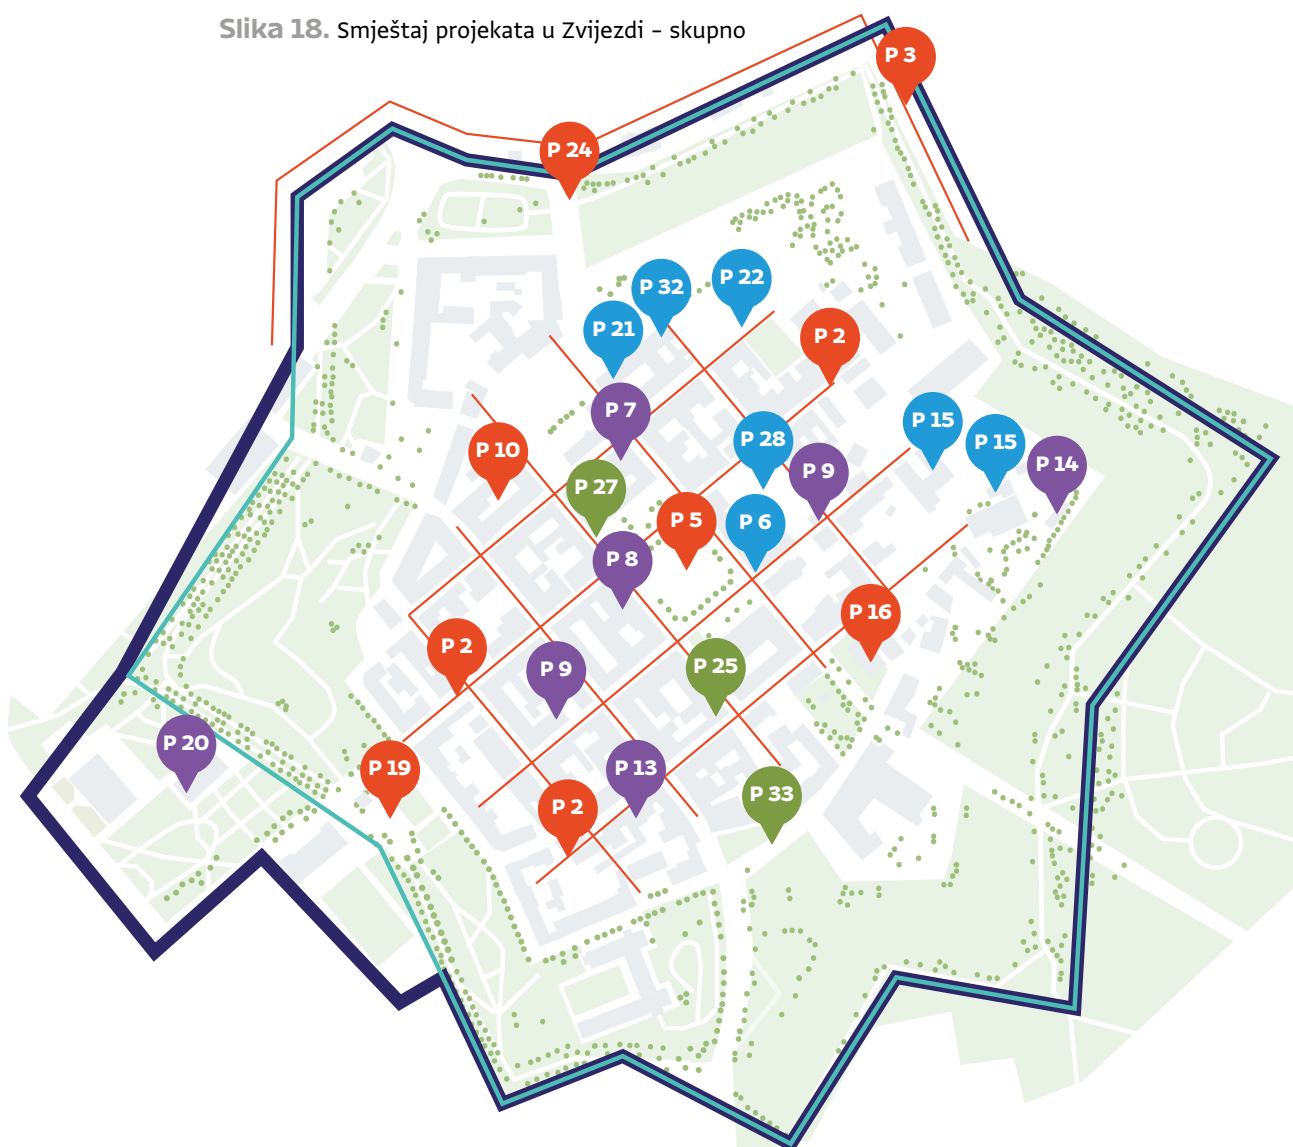 Slika 18. Smještaj projekata u Zvijezdi – skupno
P 3
P 24
P 22
P 32
P 21
P 2
P 7
P 15
P 28
P 15
P 10
P 14
P 9
P 27
P 5
P 6
P 8
P 16
P 2
P 25
P 9
P 20
P 19
P 13
P 33
P 2